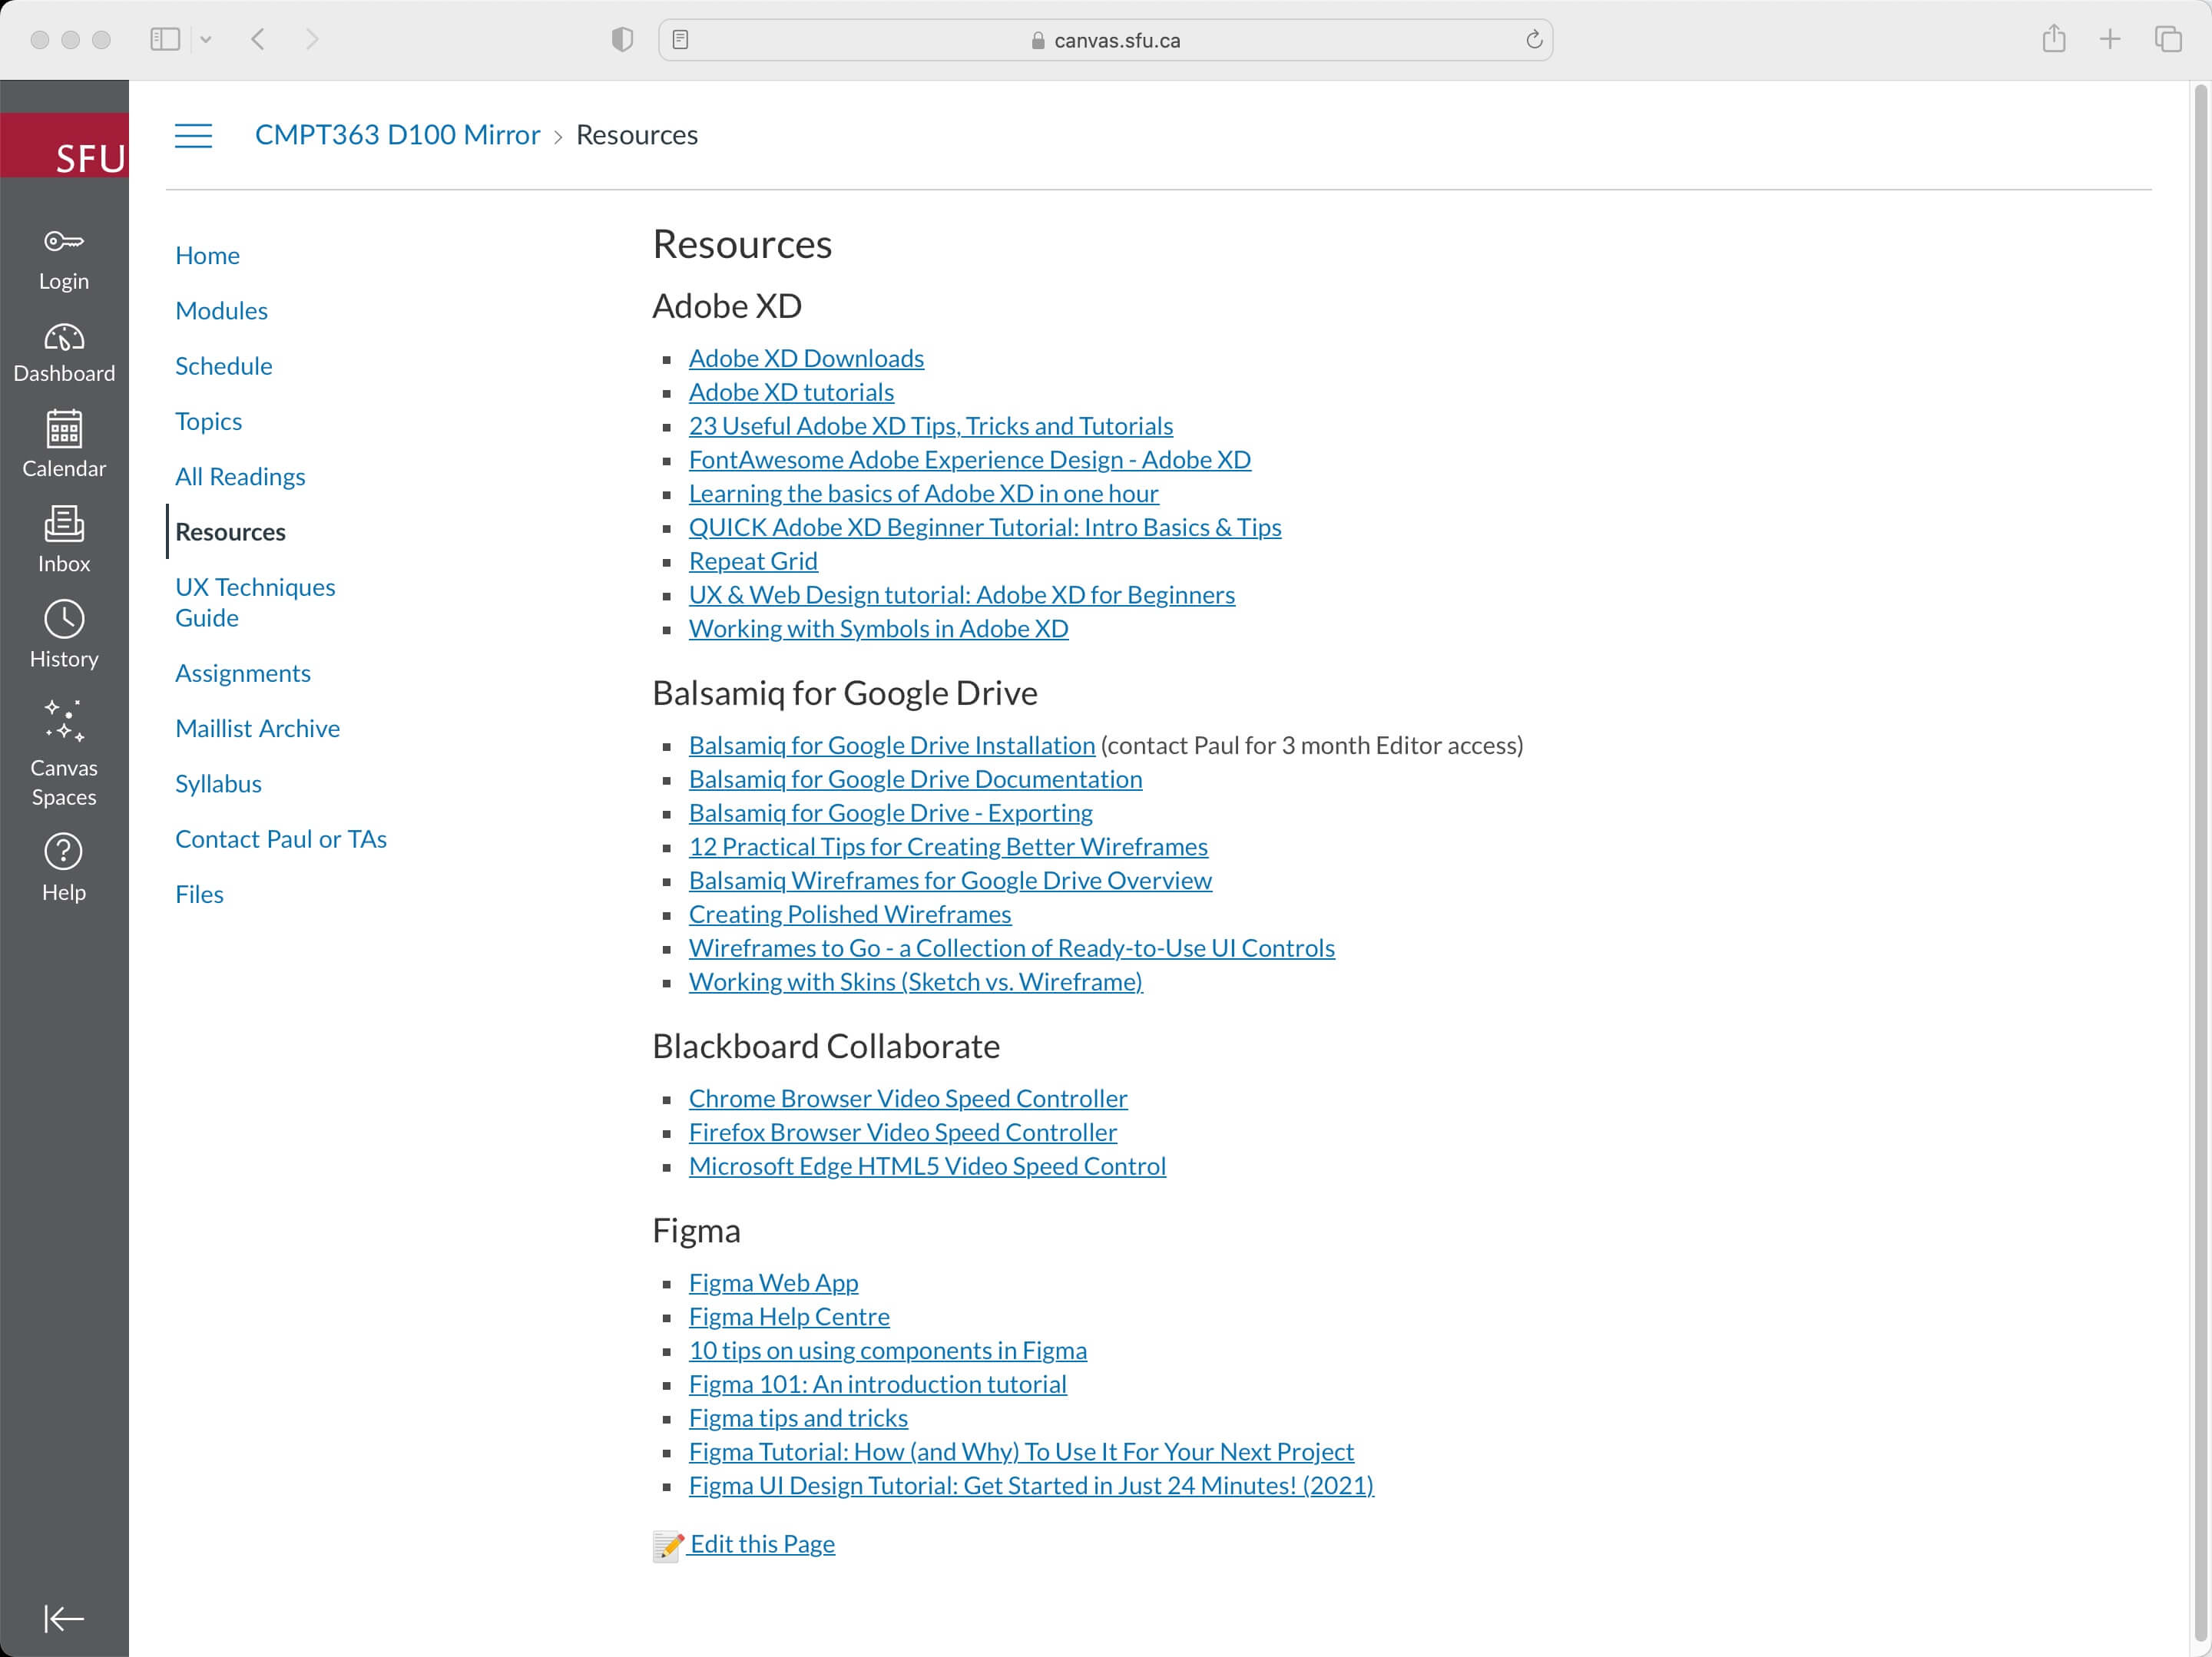 canvas.sfu.ca
SFU
Login
Dashboard
Calendar
Inbox
History
Canvas
Spaces
Help
CMPT363 D100 Mirror > Resources
Home
Modules
Schedule
Topics
All Readings
Resources
UX Techniques
Guide
Assignments
Maillist Archive
Syllabus
Contact Paul or TAs
Files
Resources
Adobe XD
Adobe XD Downloads
Adobe XD tutorials
23 Useful Adobe XD Tips, Tricks and Tutorials
FontAwesome Adobe Experience Design - Adobe XD
Learning the basics of Adobe XD in one hour
QUICK Adobe XD Beginner Tutorial: Intro Basics & Tips
Repeat Grid
UX & Web Design tutorial: Adobe XD for Beginners
Working with Symbols in Adobe XD
Balsamiq for Google Drive
Balsamiq for Google Drive Installation (contact Paul for 3 month Editor access)
Balsamiq for Google Drive Documentation
Balsamiq for Google Drive - Exporting
12 Practical Tips for Creating Better Wireframes
Balsamiq Wireframes for Google Drive Overview
Creating Polished Wireframes
Wireframes to Go - a Collection of Ready-to-Use UI Controls
Working with Skins (Sketch vs. Wireframe)
Blackboard Collaborate
Chrome Browser Video Speed Controller
Firefox Browser Video Speed Controller
Microsoft Edge HTML5 Video Speed Control
Figma
Figma Web App
Figma Help Centre
10 tips on using components in Figma
Figma 101: An introduction tutorial
Figma tips and tricks
Figma Tutorial: How (and Why) To Use It For Your Next Project
Figma UI Design Tutorial: Get Started in Just 24 Minutes! (2021)
Edit this Page